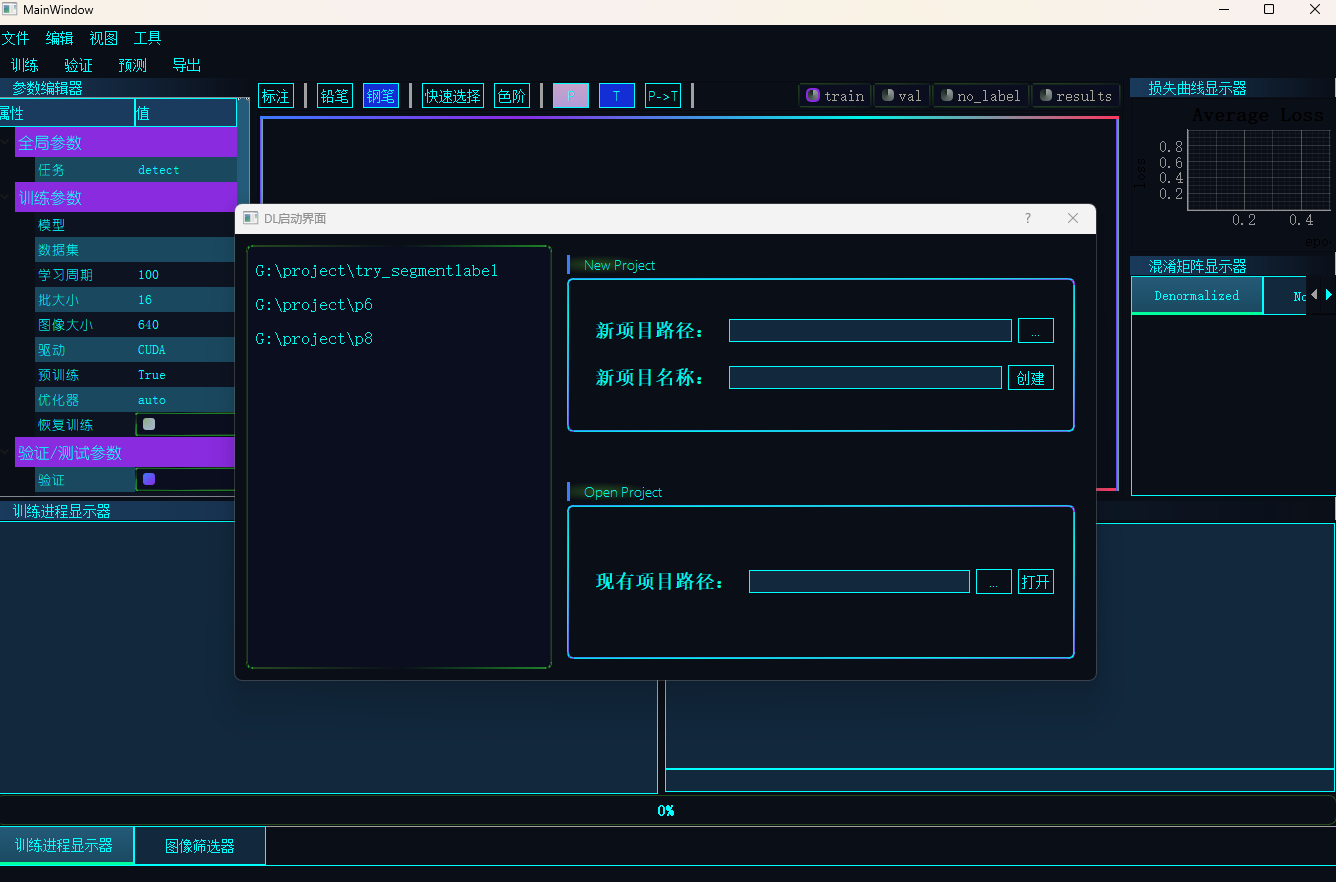 MainWindow
文件 编辑 视图 工具
训练 验证 预测 导出
参数编辑器
属性 值
全局参数
任务 detect
训练参数
模型
数据集
学习周期 100
批大小 16
图像大小 640
驱动 CUDA
预训练 True
优化器 auto
恢复训练
验证/测试参数
验证
标注 铅笔 钢笔 快速选择 色阶 P T P->T
train val no_label results
损失曲线显示器
Average Loss
loss
0.8
0.6
0.4
0.2
0.2 0.4
epo
混淆矩阵显示器
Denormalized No
DL启动界面 ?
G:\project\try_segmentlabel
G:\project\p6
G:\project\p8
New Project
新项目路径： ...
新项目名称： 创建
Open Project
现有项目路径： ... 打开
训练进程显示器
0%
训练进程显示器 图像筛选器